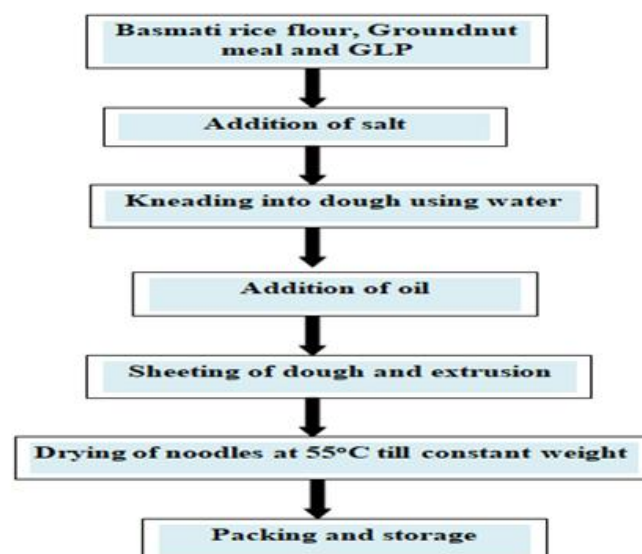 Basmati rice flour, Groundnut
meal and GLP
Addition of salt
Kneading into dough using water
Addition of oil
Sheeting of dough and extrusion
Drying of noodles at 55°C till constant weight
Packing and storage